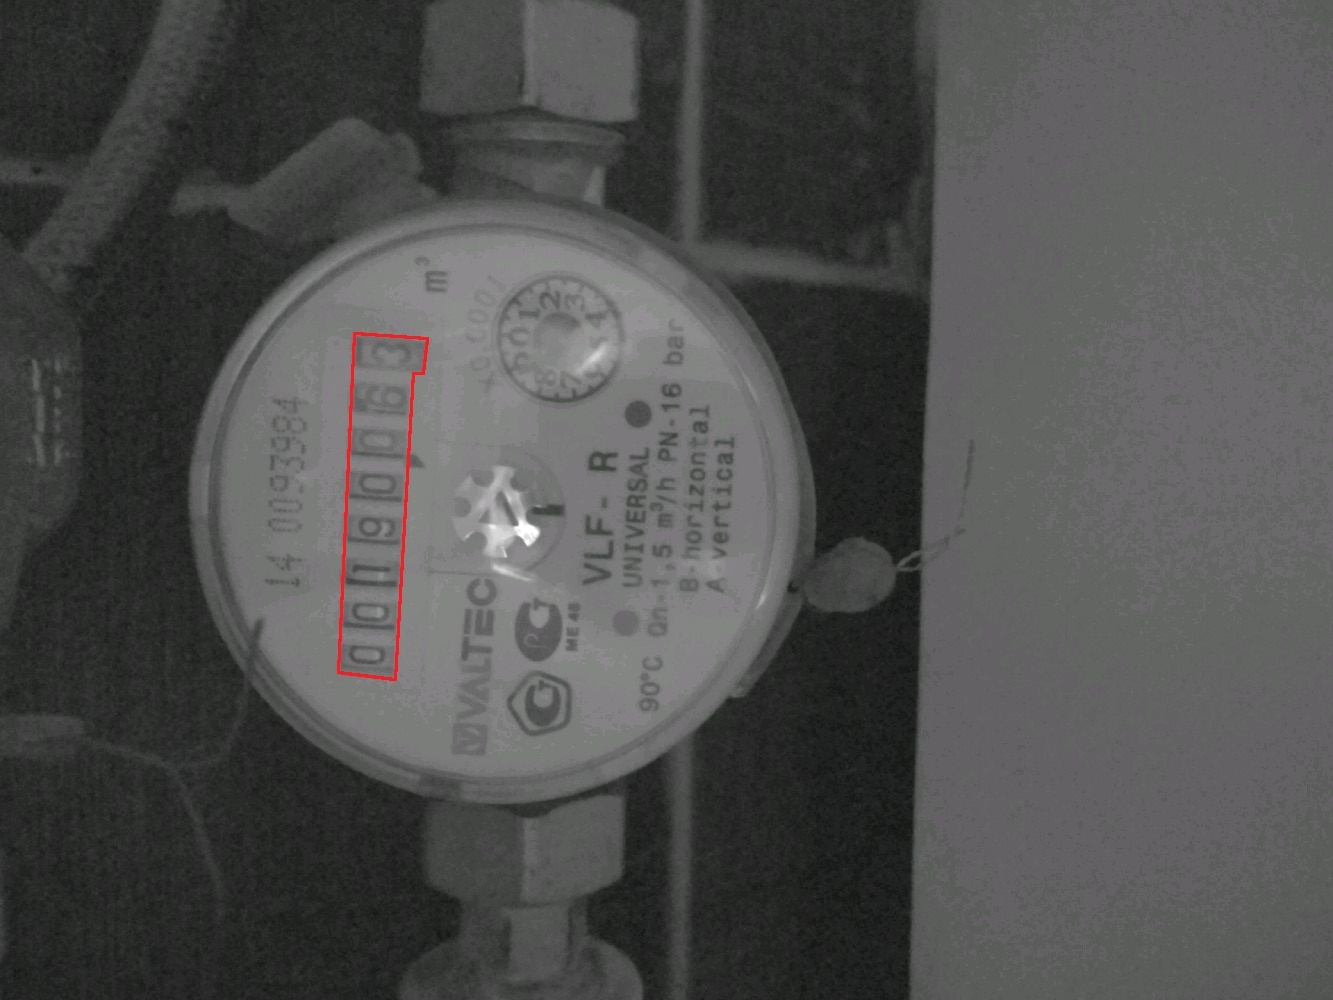 14 0093984
00190063
m³
x0,0001
VALTEC
VLF- R
UNIVERSAL
ME 48
90°C Qn-1,5 m³/h PN-16 bar
B-horizontal
A-vertical